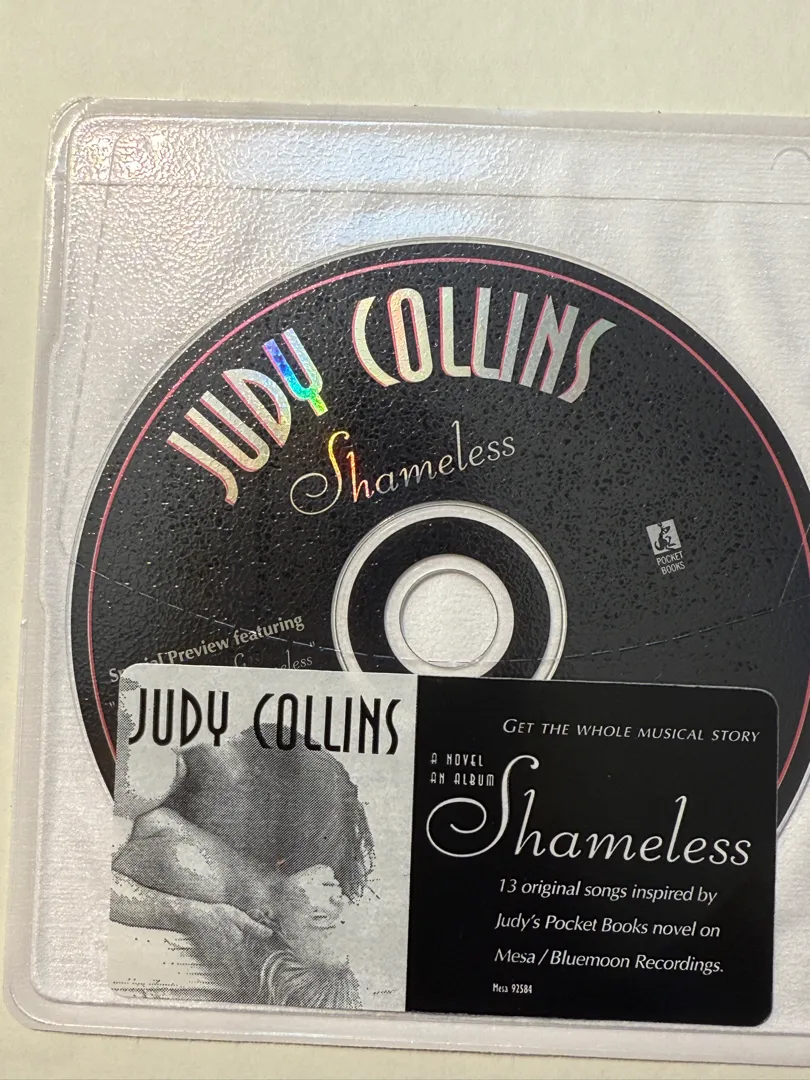 JUDY COLLINS
Shameless
POCKET
BOOKS
Special Preview featuring
JUDY COLLINS
GET THE WHOLE MUSICAL STORY
A NOVEL
AN ALBUM
Shameless
13 original songs inspired by
Judy's Pocket Books novel on
Mesa / Bluemoon Recordings.
Mesa 92584